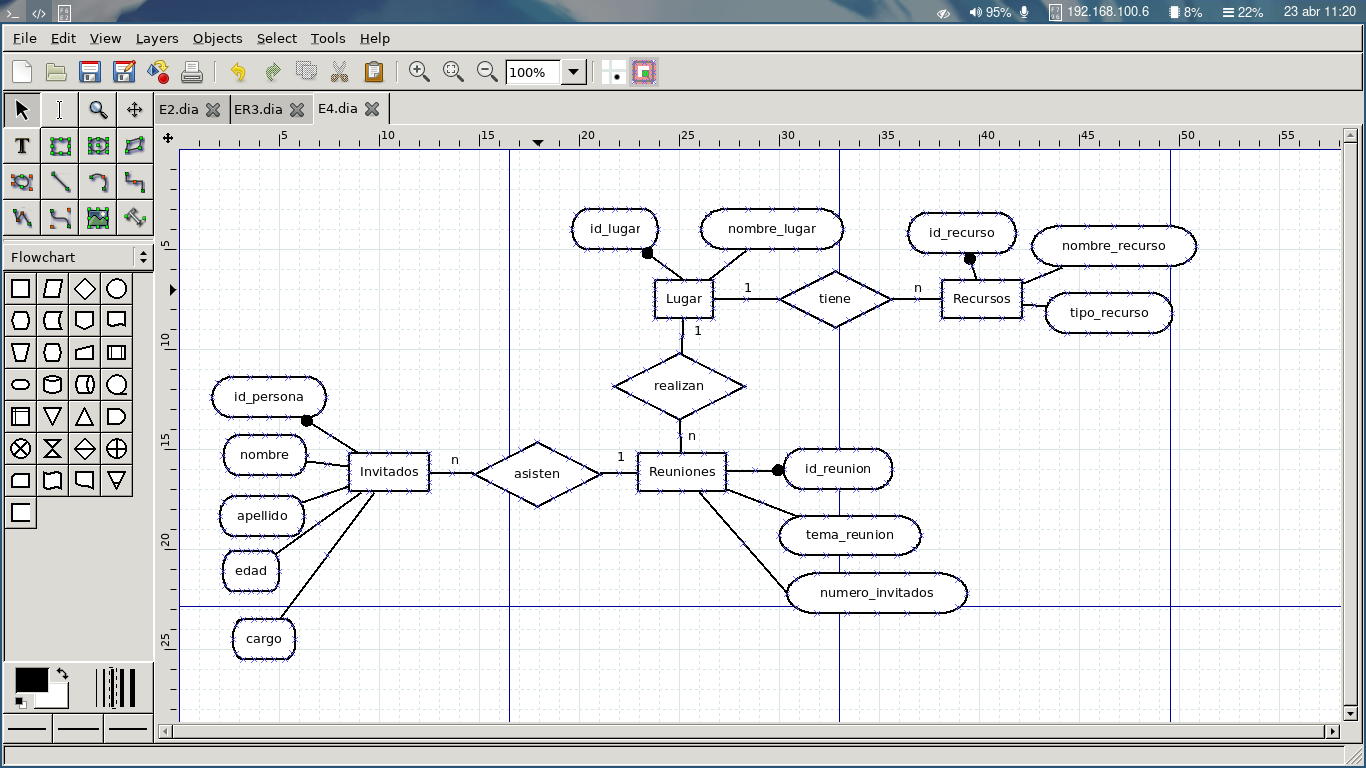 95% 192.168.100.6 8% 22% 23 abr 11:20
File Edit View Layers Objects Select Tools Help
100%
E2.dia ER3.dia E4.dia
T
5 10 15 20 25 30 35 40 45 50 55
5
10
15
20
25
Flowchart
id_lugar
nombre_lugar
id_recurso
nombre_recurso
Lugar
1
tiene
n
Recursos
tipo_recurso
1
realizan
n
id_persona
nombre
Invitados
n
asisten
1
Reuniones
id_reunion
apellido
tema_reunion
edad
numero_invitados
cargo